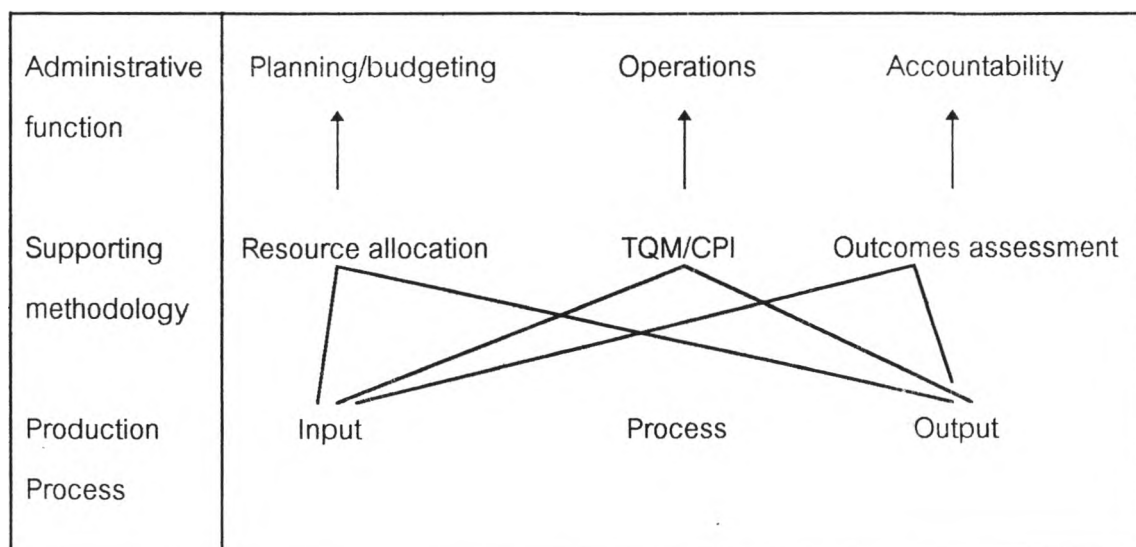 Administrative function
Planning/budgeting
Operations
Accountability
Supporting methodology
Resource allocation
TQM/CPI
Outcomes assessment
Production Process
Input
Process
Output